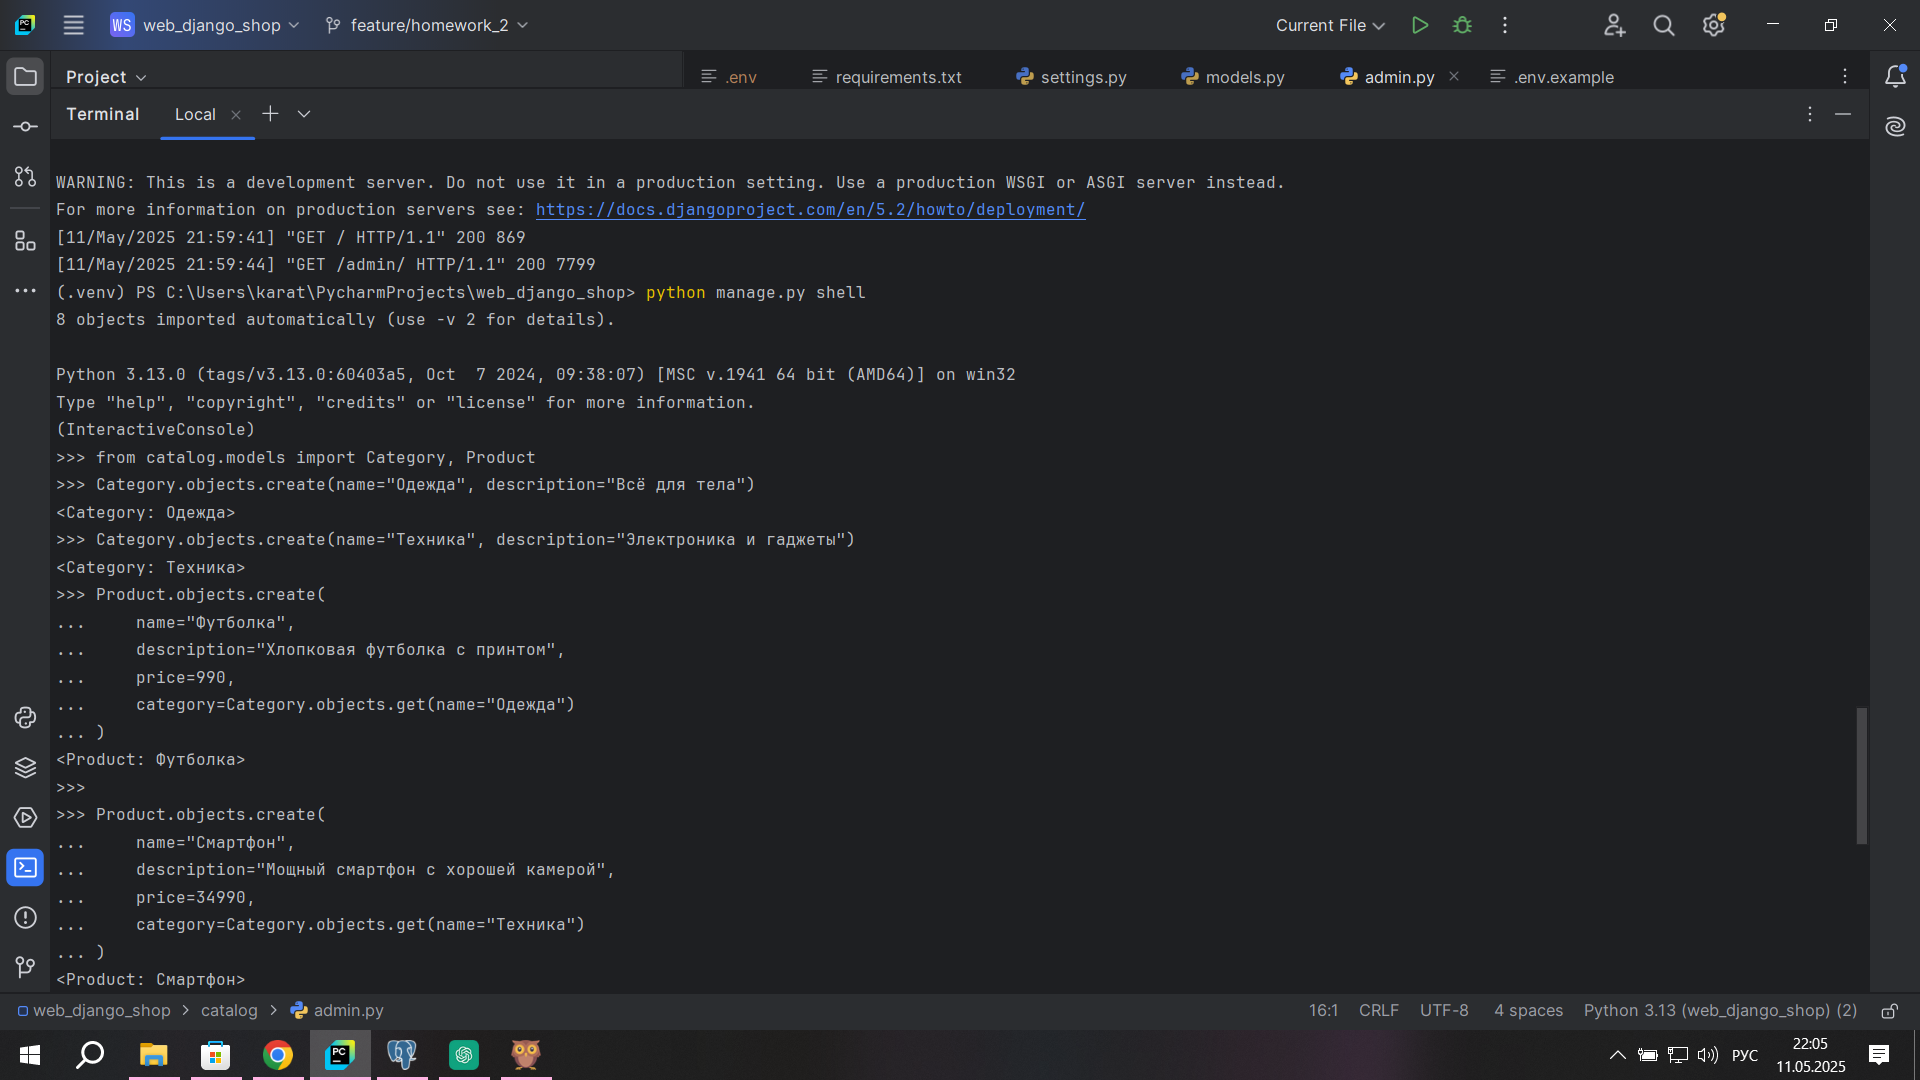 WS web_django_shop feature/homework_2 Current File
Project .env requirements.txt settings.py models.py admin.py .env.example
Terminal Local
WARNING: This is a development server. Do not use it in a production setting. Use a production WSGI or ASGI server instead.
For more information on production servers see: https://docs.djangoproject.com/en/5.2/howto/deployment/
[11/May/2025 21:59:41] "GET / HTTP/1.1" 200 869
[11/May/2025 21:59:44] "GET /admin/ HTTP/1.1" 200 7799
(.venv) PS C:\Users\karat\PycharmProjects\web_django_shop> python manage.py shell
8 objects imported automatically (use -v 2 for details).
Python 3.13.0 (tags/v3.13.0:60403a5, Oct  7 2024, 09:38:07) [MSC v.1941 64 bit (AMD64)] on win32
Type "help", "copyright", "credits" or "license" for more information.
(InteractiveConsole)
>>> from catalog.models import Category, Product
>>> Category.objects.create(name="Одежда", description="Всё для тела")
<Category: Одежда>
>>> Category.objects.create(name="Техника", description="Электроника и гаджеты")
<Category: Техника>
>>> Product.objects.create(
...     name="Футболка",
...     description="Хлопковая футболка с принтом",
...     price=990,
...     category=Category.objects.get(name="Одежда")
... )
<Product: Футболка>
>>>
>>> Product.objects.create(
...     name="Смартфон",
...     description="Мощный смартфон с хорошей камерой",
...     price=34990,
...     category=Category.objects.get(name="Техника")
... )
<Product: Смартфон>
web_django_shop > catalog > admin.py 16:1 CRLF UTF-8 4 spaces Python 3.13 (web_django_shop) (2)
PC РУС 22:05
11.05.2025